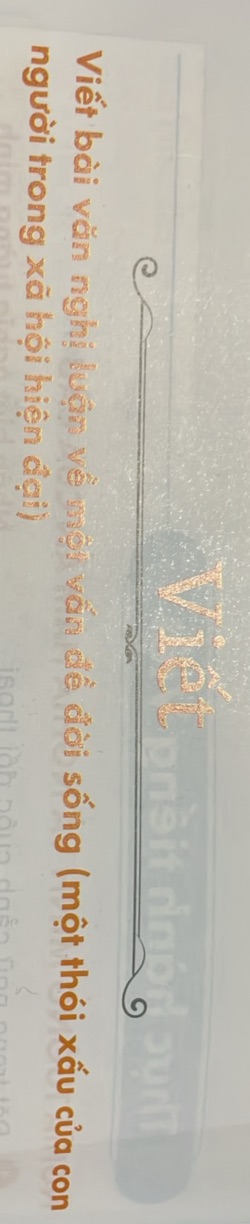 Viết
Viết bài văn nghị luận về một vấn đề đời sống (một thói xấu của con
người trong xã hội hiện đại)